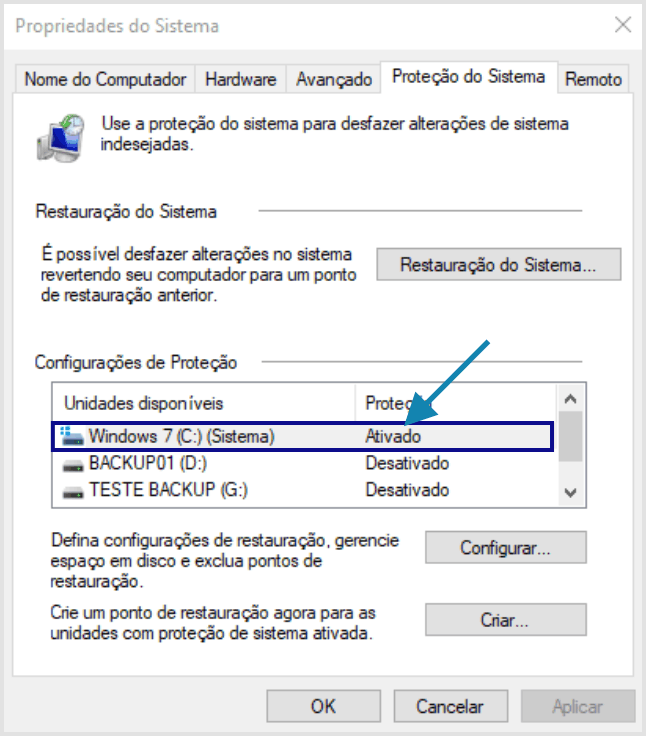 Propriedades do Sistema
Nome do Computador Hardware Avançado Proteção do Sistema Remoto
Use a proteção do sistema para desfazer alterações de sistema
indesejadas.
Restauração do Sistema
É possível desfazer alterações no sistema
revertendo seu computador para um ponto
de restauração anterior.
Restauração do Sistema...
Configurações de Proteção
Unidades disponíveis Proteção
Windows 7 (C:) (Sistema) Ativado
BACKUP01 (D:) Desativado
TESTE BACKUP (G:) Desativado
Defina configurações de restauração, gerencie
espaço em disco e exclua pontos de
restauração.
Configurar...
Crie um ponto de restauração agora para as
unidades com proteção de sistema ativada.
Criar...
OK Cancelar Aplicar